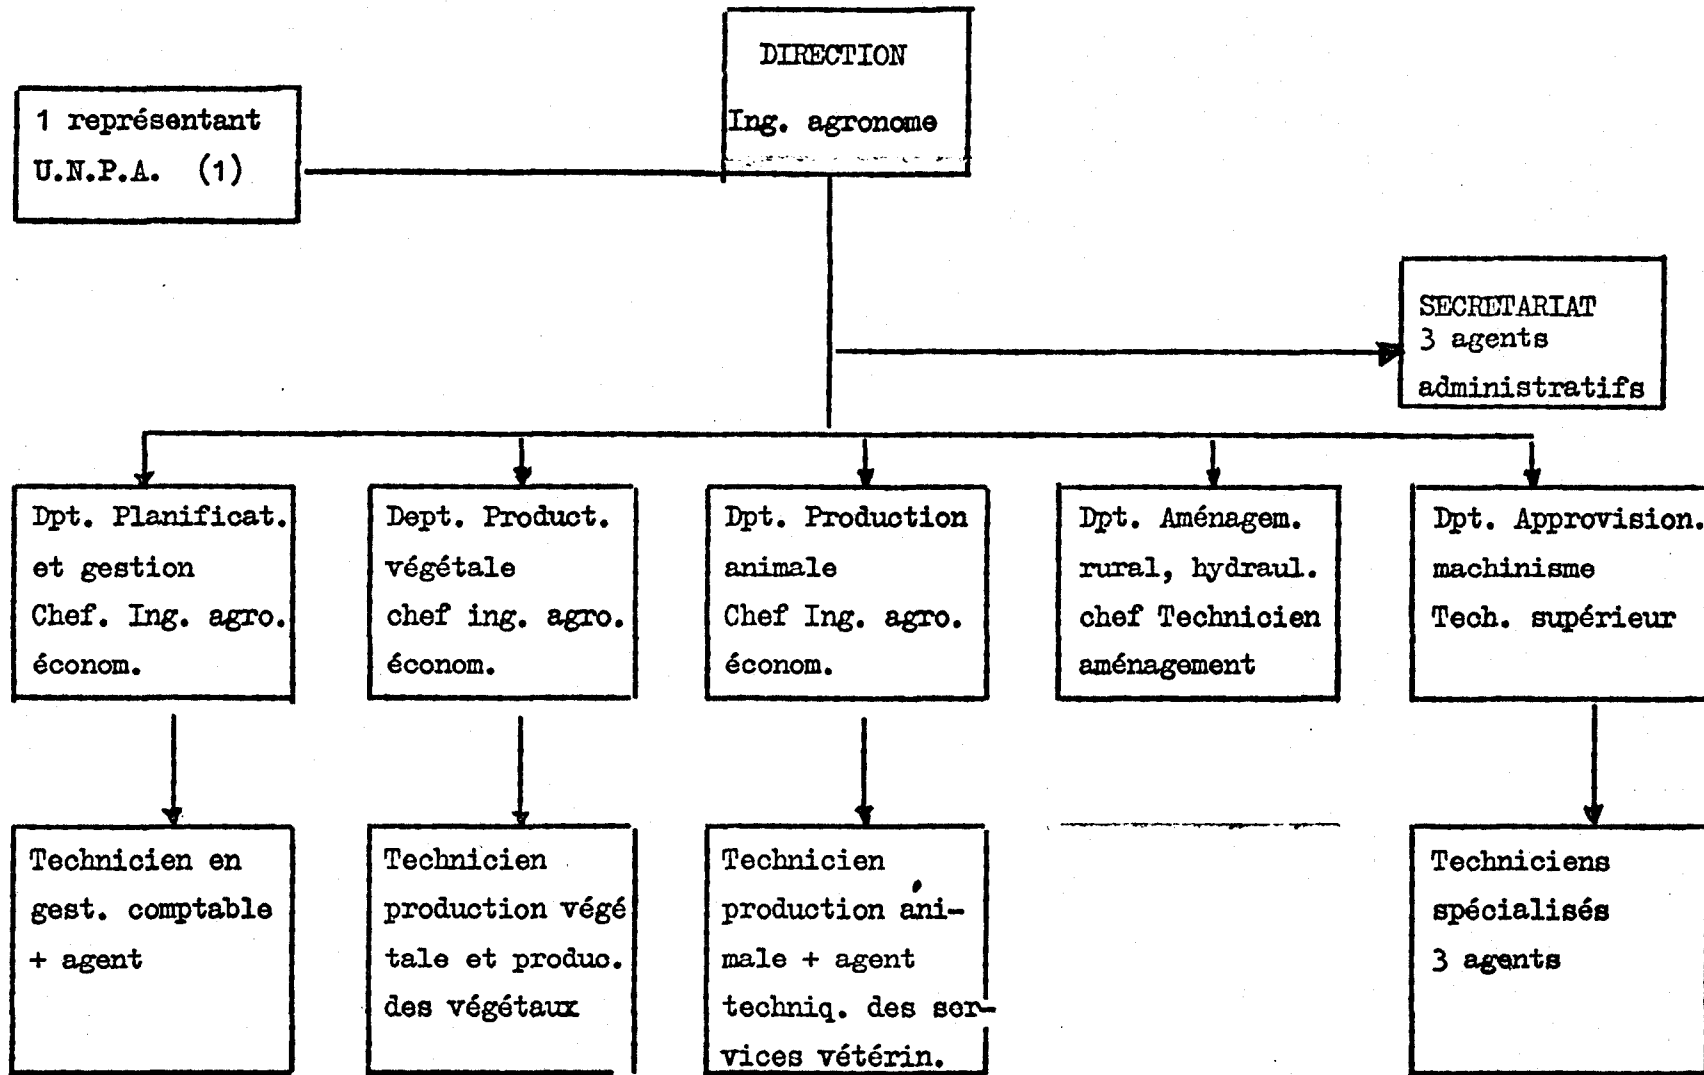 DIRECTION
Ing. agronome
1 représentant
U.N.P.A. (1)
SECRETARIAT
3 agents
administratifs
Dpt. Planificat.
et gestion
Chef. Ing. agro.
économ.
Dept. Product.
végétale
chef ing. agro.
économ.
Dpt. Production
animale
Chef Ing. agro.
économ.
Dpt. Aménagem.
rural, hydraul.
chef Technicien
aménagement
Dpt. Approvision.
machinisme
Tech. supérieur
Technicien en
gest. comptable
+ agent
Technicien
production végé
tale et produc.
des végétaux
Technicien
production ani-
male + agent
techniq. des ser-
vices vétérin.
Techniciens
spécialisés
3 agents